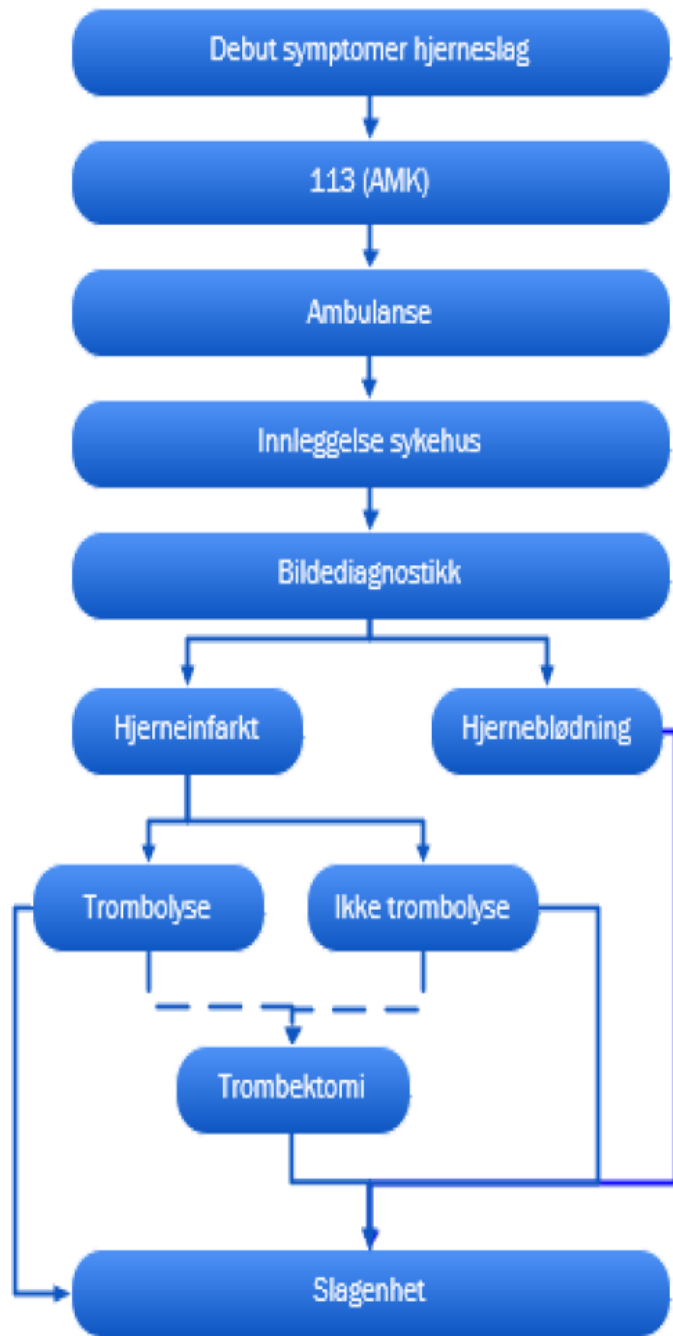 Debut symptomer hjerneslag
113 (AMK)
Ambulanse
Innleggelse sykehus
Bildediagnostikk
Hjerneinfarkt
Hjerneblødning
Trombolyse
Ikke trombolyse
Trombektomi
Slagenhet